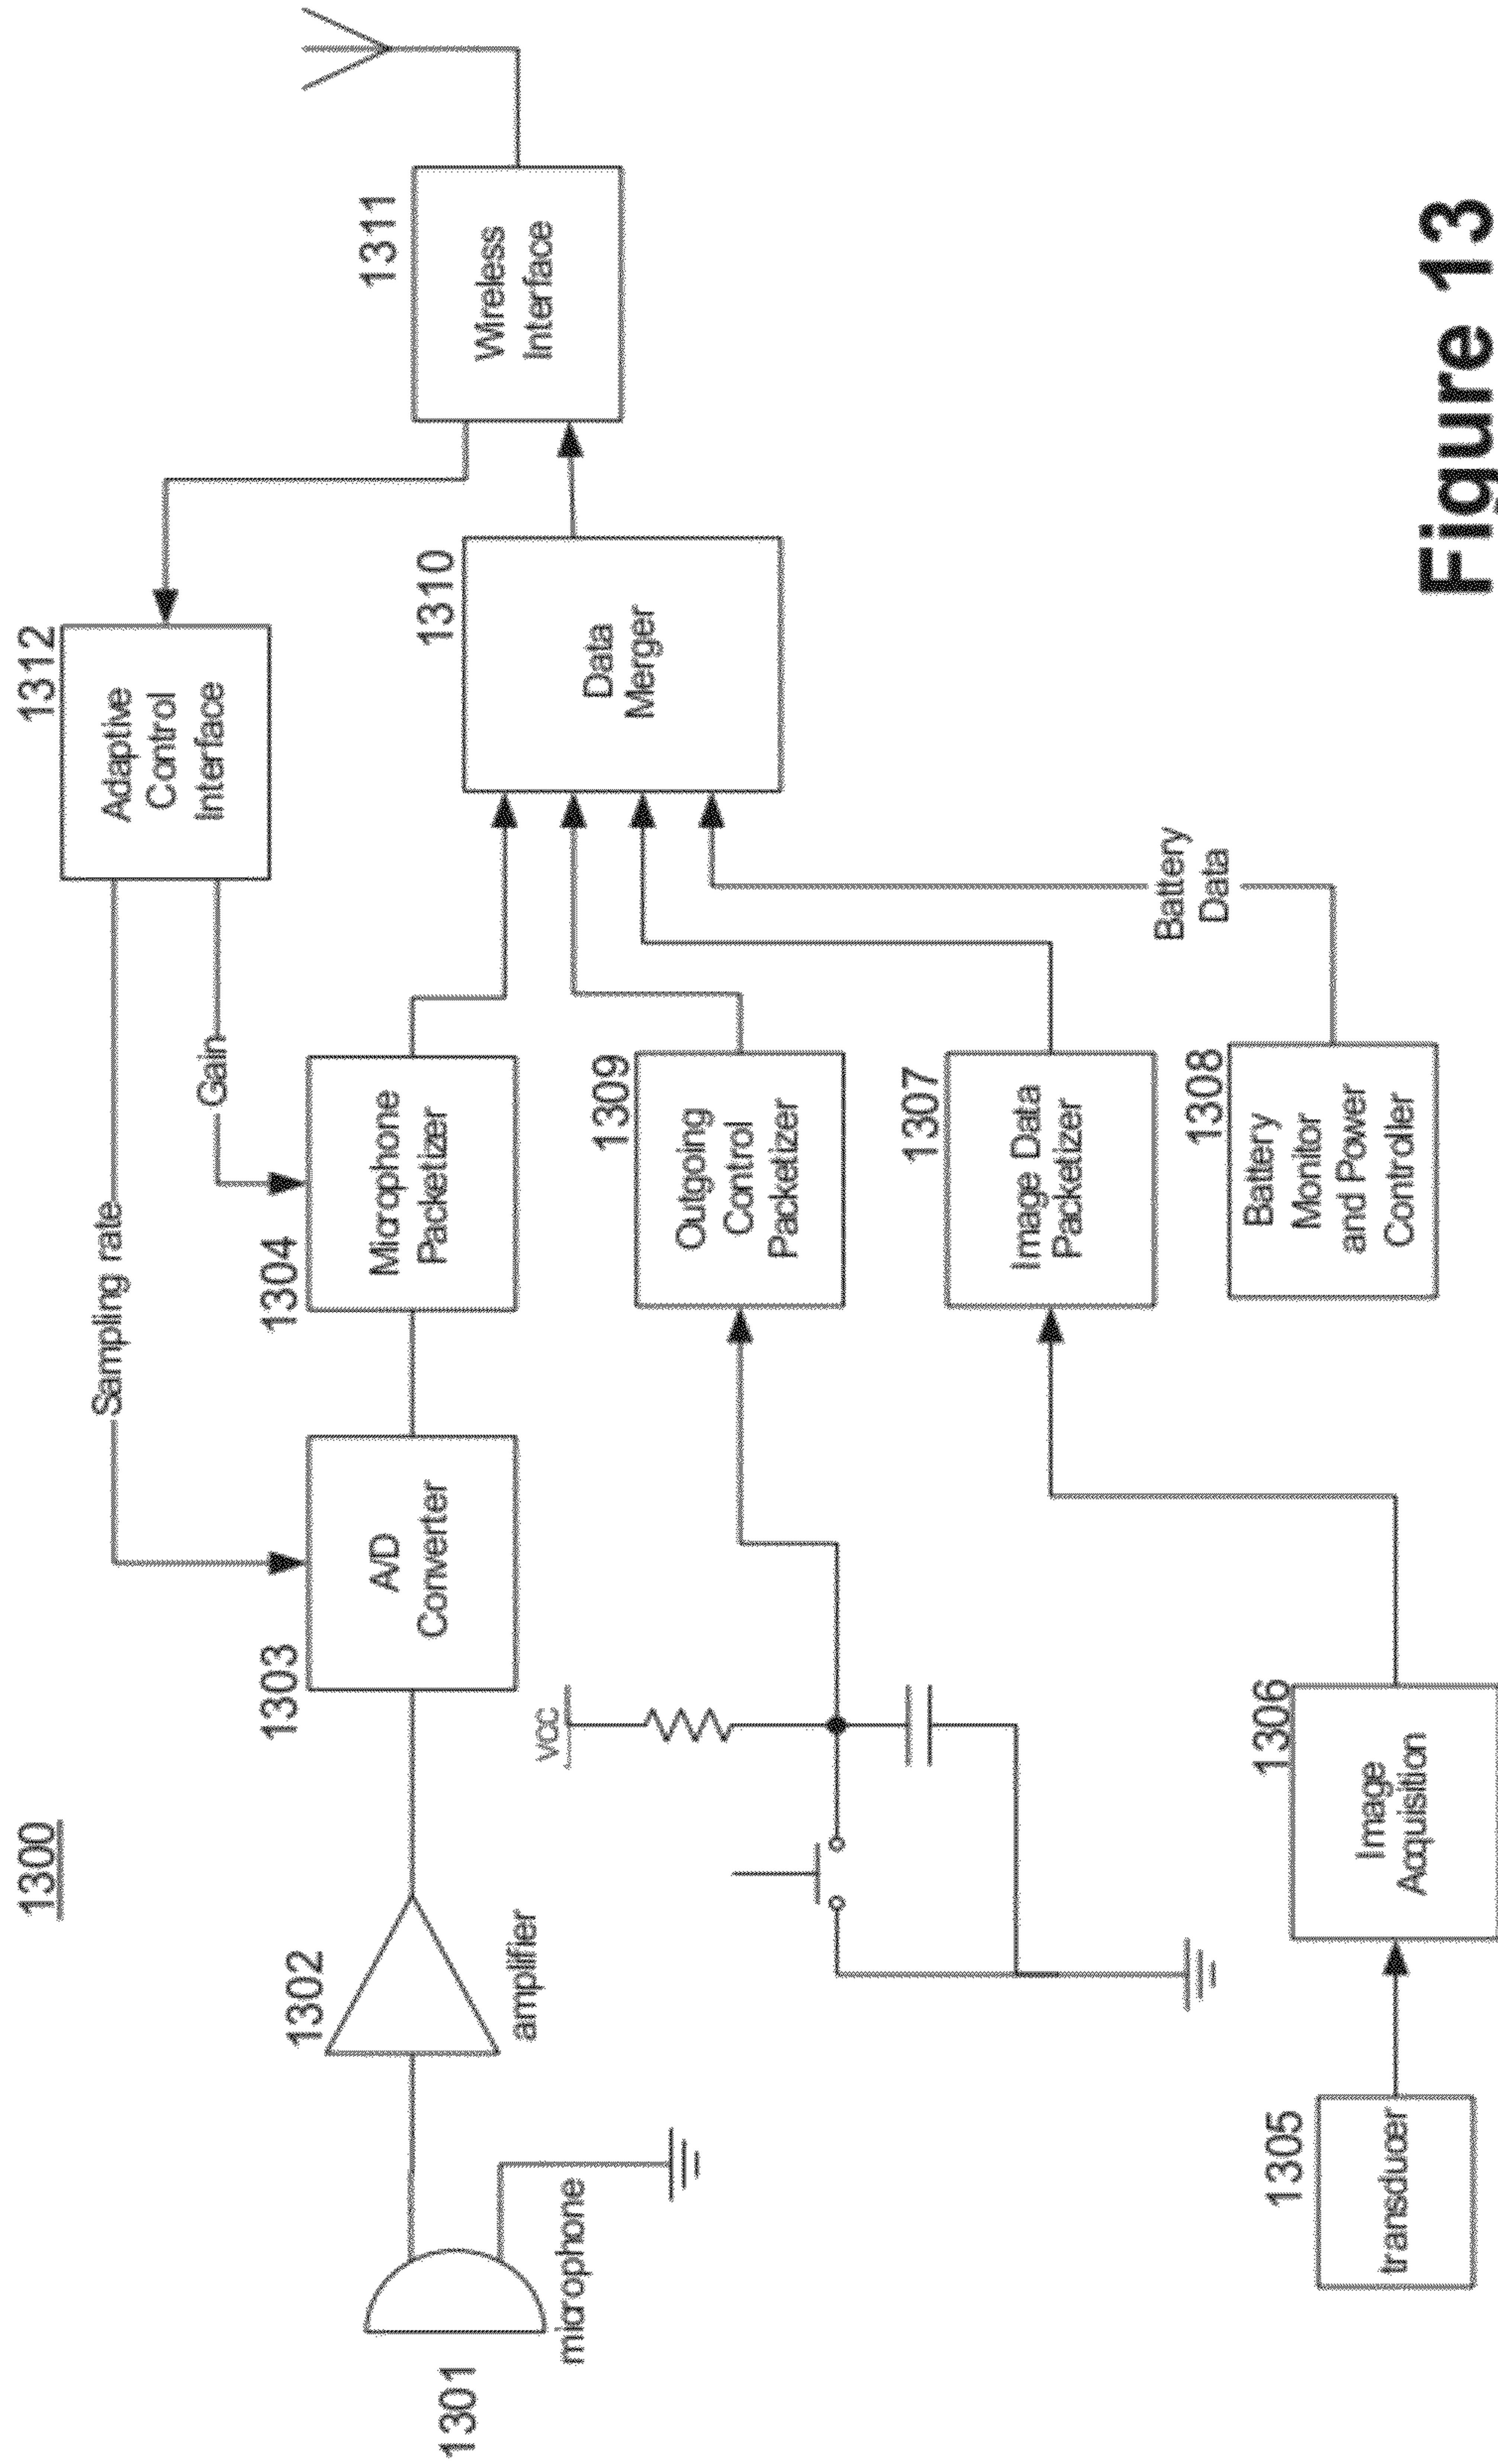 1300
1312
Adaptive
Control
Interface
Sampling rate
Gain
1311
Wireless
Interface
1301
microphone
1302
amplifier
1303
A/D
Converter
1304
Microphone
Packetizer
1310
Data
Merger
VCC
1309
Outgoing
Control
Packetizer
1307
Image Data
Packetizer
Battery
Data
1308
Battery
Monitor
and Power
Controller
1305
transducer
1306
Image
Acquisition
Figure 13